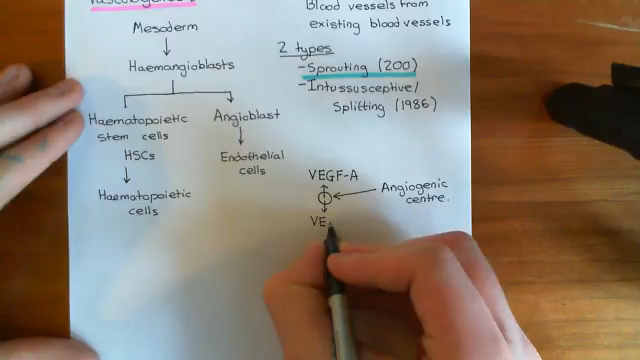 Mesoderm
Haemangioblasts
Haematopoietic
Stem cells
HSCs
Haematopoietic
cells
Angioblast
Endothelial
cells
Blood vessels from
existing blood vessels
2 types
-Sprouting (200)
-Intussusceptive/
Splitting (1986)
VEGF-A
Angiogenic
centre.
VE